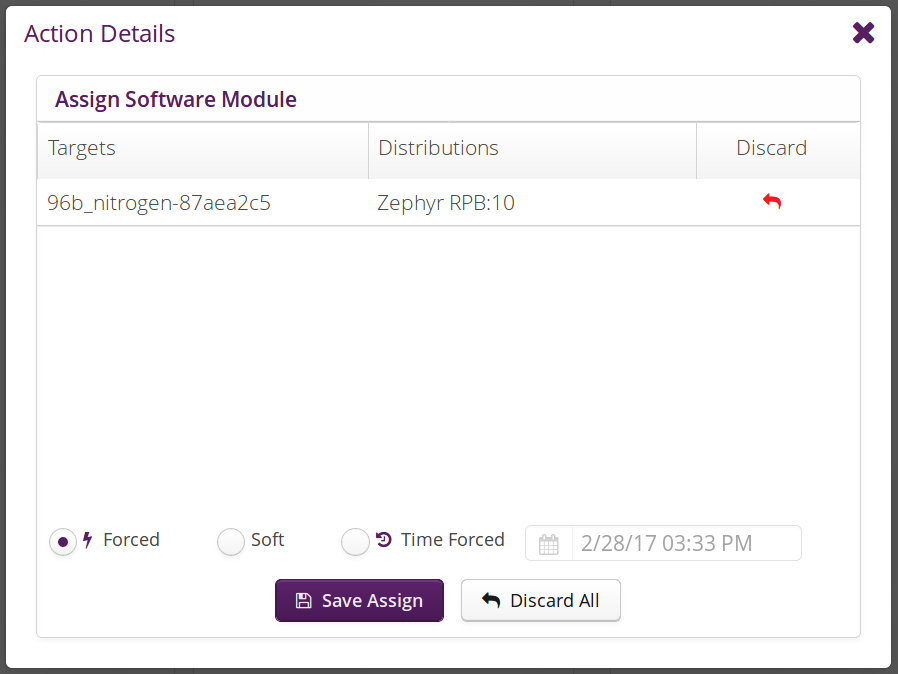 Action Details
Assign Software Module
Targets Distributions Discard
96b_nitrogen-87aea2c5 Zephyr RPB:10
Forced Soft Time Forced 2/28/17 03:33 PM
Save Assign Discard All